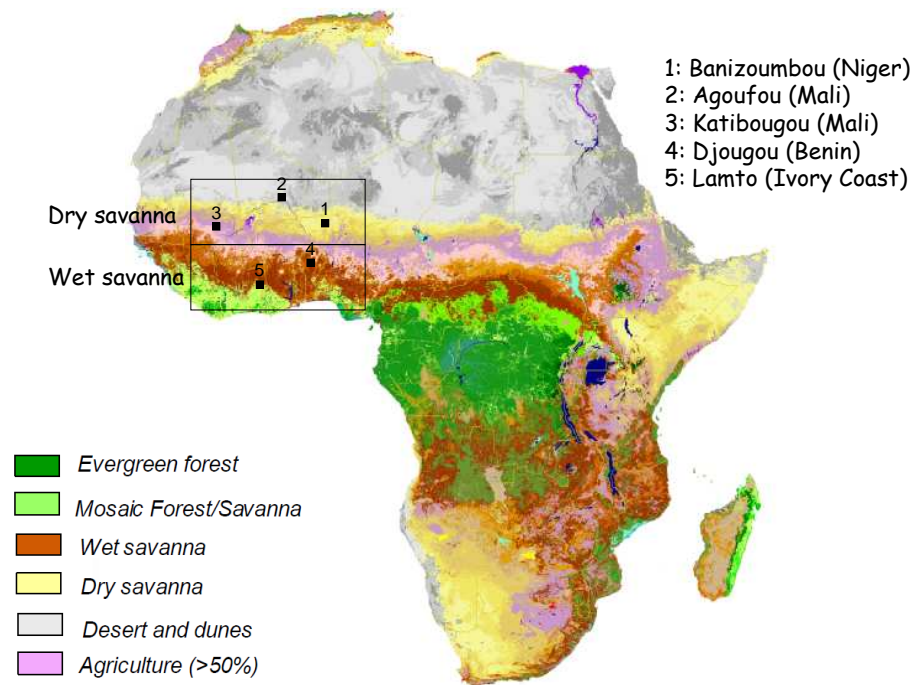 1: Banizoumbou (Niger)
2: Agoufou (Mali)
3: Katibougou (Mali)
4: Djougou (Benin)
5: Lamto (Ivory Coast)
2
Dry savanna
3
1
4
Wet savanna
5
Evergreen forest
Mosaic Forest/Savanna
Wet savanna
Dry savanna
Desert and dunes
Agriculture (>50%)